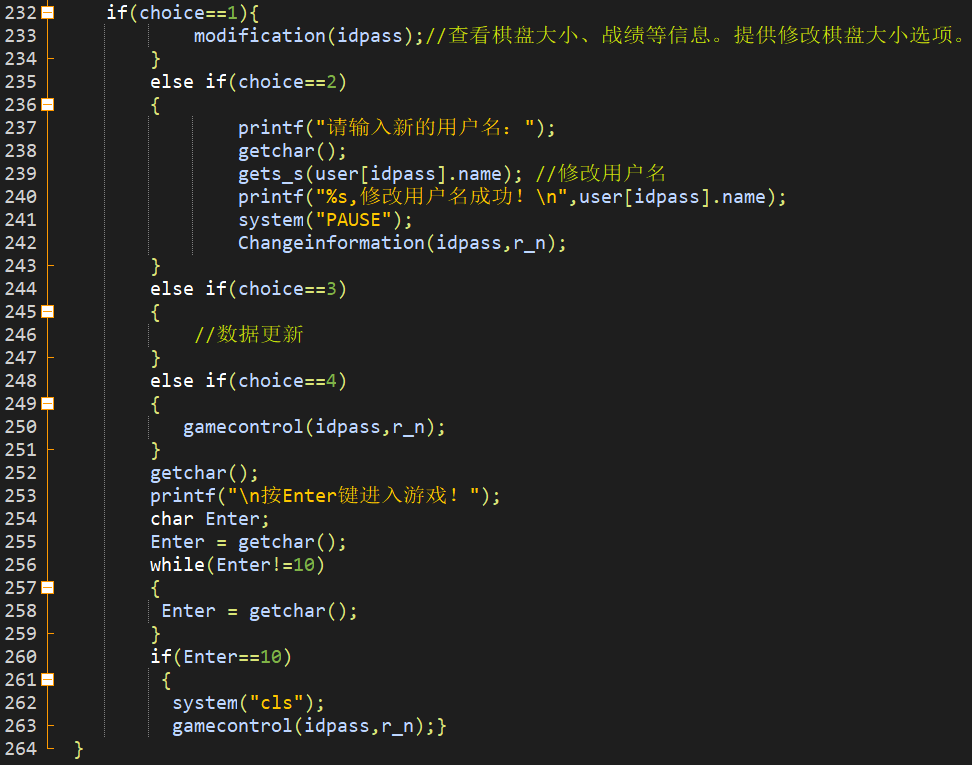 232 if(choice==1){
233 modification(idpass);//查看棋盘大小、战绩等信息。提供修改棋盘大小选项。
234 }
235 else if(choice==2)
236 {
237 printf("请输入新的用户名：");
238 getchar();
239 gets_s(user[idpass].name); //修改用户名
240 printf("%s,修改用户名成功！\n",user[idpass].name);
241 system("PAUSE");
242 Changeinformation(idpass,r_n);
243 }
244 else if(choice==3)
245 {
246 //数据更新
247 }
248 else if(choice==4)
249 {
250 gamecontrol(idpass,r_n);
251 }
252 getchar();
253 printf("\n按Enter键进入游戏！");
254 char Enter;
255 Enter = getchar();
256 while(Enter!=10)
257 {
258 Enter = getchar();
259 }
260 if(Enter==10)
261 {
262 system("cls");
263 gamecontrol(idpass,r_n);}
264 }